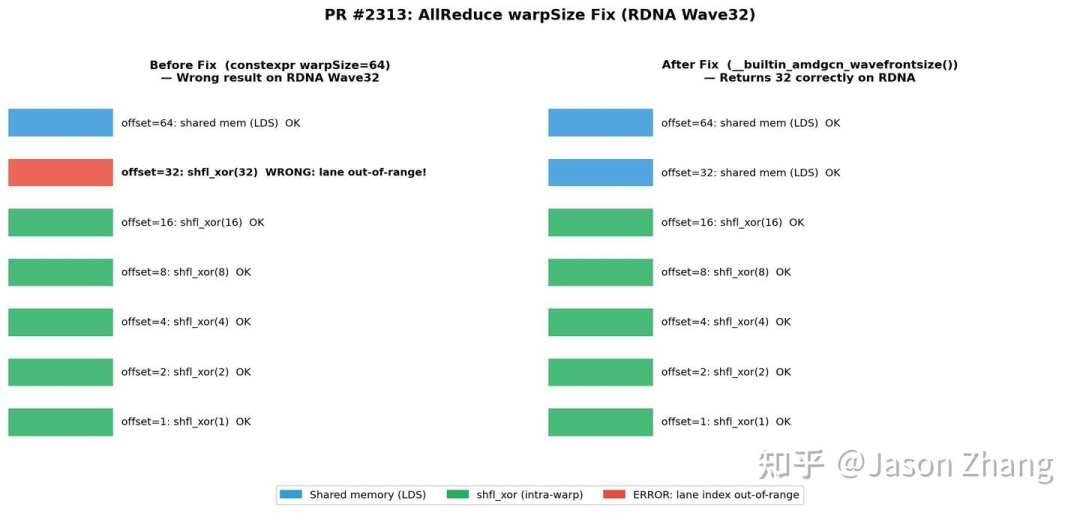 PR #2313: AllReduce warpSize Fix (RDNA Wave32)
Before Fix  (constexpr warpSize=64)
— Wrong result on RDNA Wave32
offset=64: shared mem (LDS)  OK
offset=32: shfl_xor(32)  WRONG: lane out-of-range!
offset=16: shfl_xor(16)  OK
offset=8: shfl_xor(8)  OK
offset=4: shfl_xor(4)  OK
offset=2: shfl_xor(2)  OK
offset=1: shfl_xor(1)  OK
After Fix  (__builtin_amdgcn_wavefrontsize())
— Returns 32 correctly on RDNA
offset=64: shared mem (LDS)  OK
offset=32: shared mem (LDS)  OK
offset=16: shfl_xor(16)  OK
offset=8: shfl_xor(8)  OK
offset=4: shfl_xor(4)  OK
offset=2: shfl_xor(2)  OK
offset=1: shfl_xor(1)  OK
知乎 @Jason Zhang
Shared memory (LDS)  shfl_xor (intra-warp)  ERROR: lane index out-of-range